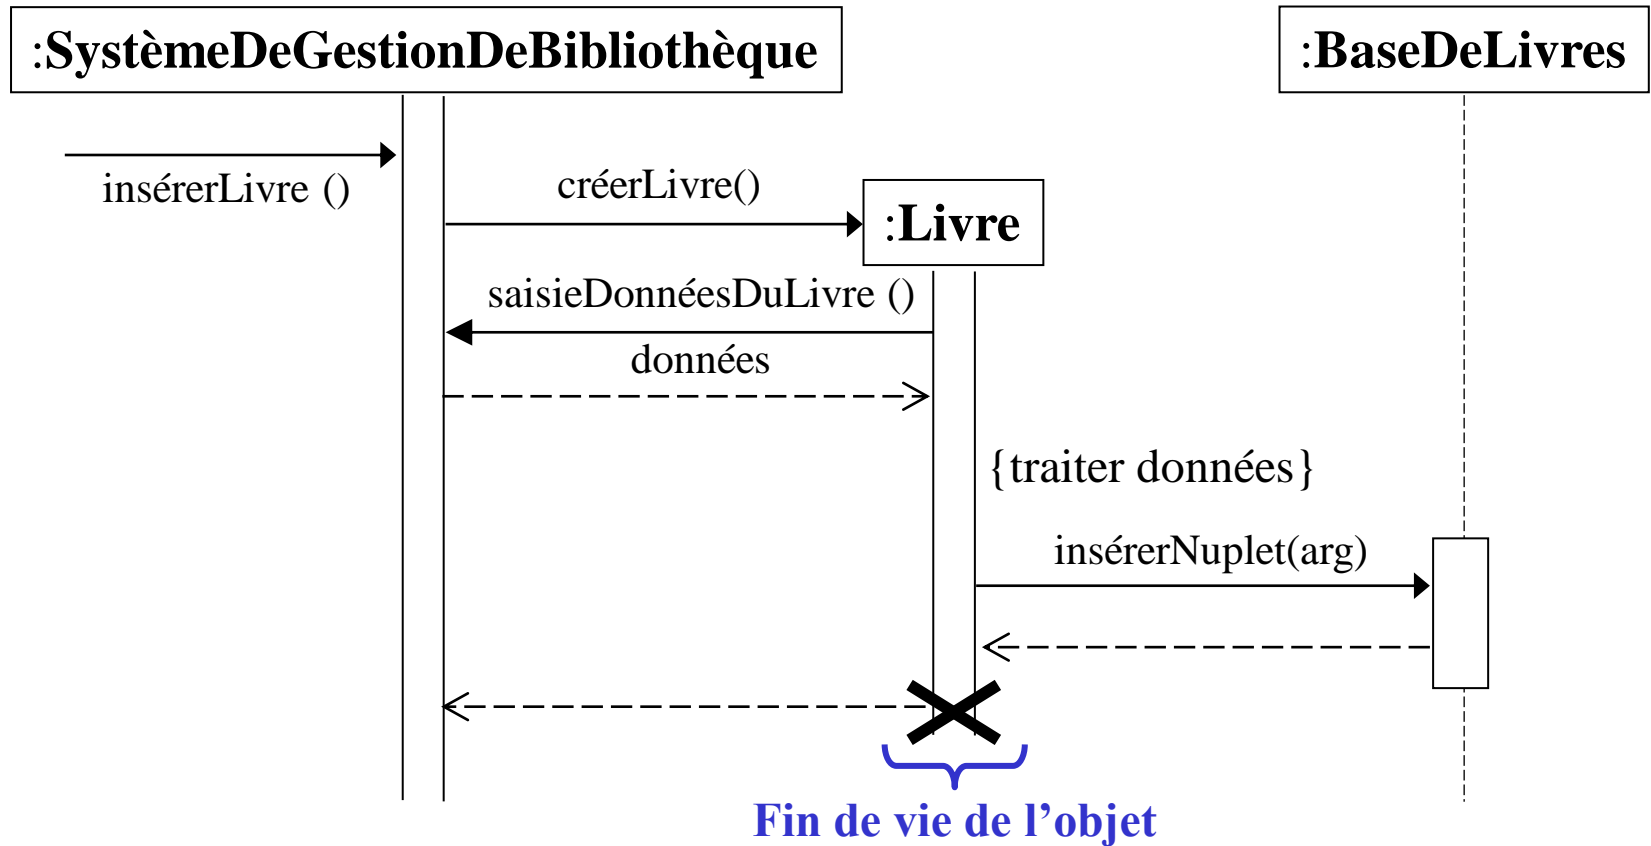 :SystèmeDeGestionDeBibliothèque
:BaseDeLivres
insérerLivre ()
créerLivre()
:Livre
saisieDonnéesDuLivre ()
données
{traiter données}
insérerNuplet(arg)
Fin de vie de l’objet